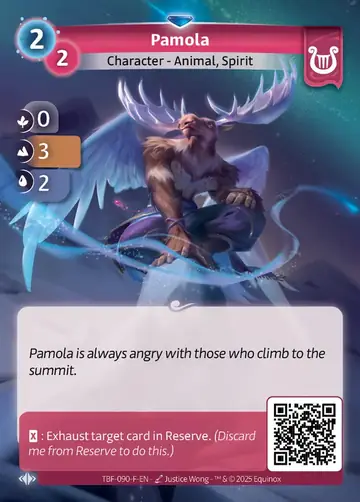 2
2
Pamola
Character - Animal, Spirit
0
3
2
Pamola is always angry with those who climb to the
summit.
X : Exhaust target card in Reserve. (Discard
me from Reserve to do this.)
TBF-090-F-EN - Justice Wong - ™ & © 2025 Equinox